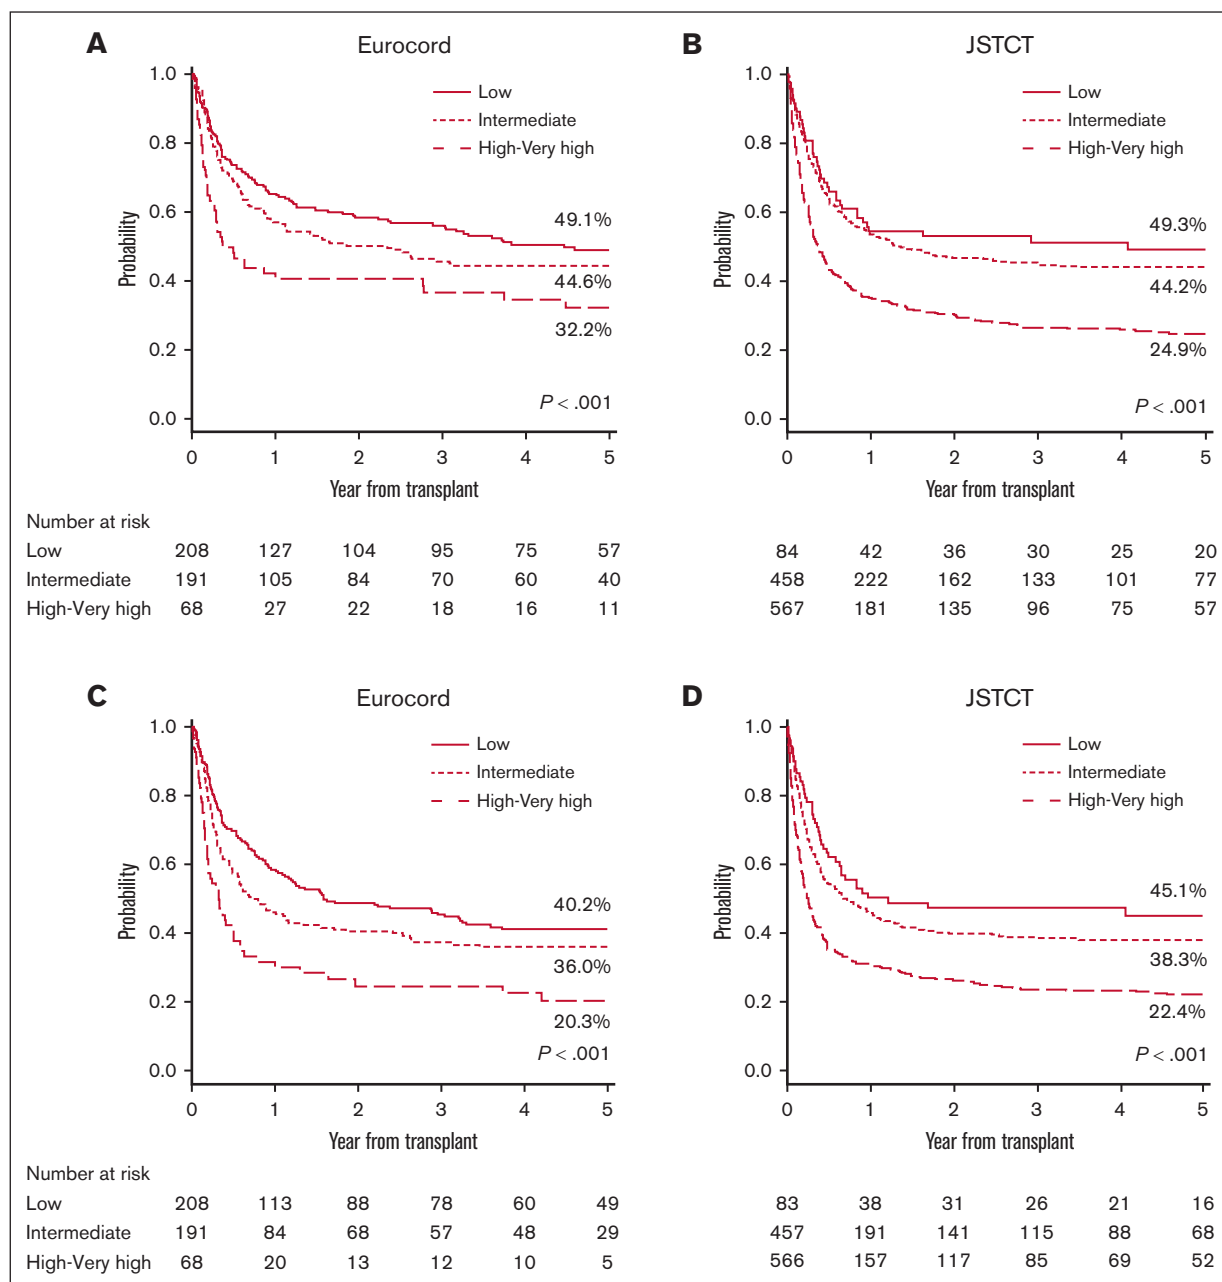 A Eurocord
1.0
0.8
0.6
0.4
0.2
0.0
Probability
Low
Intermediate
High-Very high
49.1%
44.6%
32.2%
P < .001
0 1 2 3 4 5
Year from transplant
B JSTCT
1.0
0.8
0.6
0.4
0.2
0.0
Probability
Low
Intermediate
High-Very high
49.3%
44.2%
24.9%
P < .001
0 1 2 3 4 5
Year from transplant
Number at risk
Low 208 127 104 95 75 57 84 42 36 30 25 20
Intermediate 191 105 84 70 60 40 458 222 162 133 101 77
High-Very high 68 27 22 18 16 11 567 181 135 96 75 57
C Eurocord
1.0
0.8
0.6
0.4
0.2
0.0
Probability
Low
Intermediate
High-Very high
40.2%
36.0%
20.3%
P < .001
0 1 2 3 4 5
Year from transplant
D JSTCT
1.0
0.8
0.6
0.4
0.2
0.0
Probability
Low
Intermediate
High-Very high
45.1%
38.3%
22.4%
P < .001
0 1 2 3 4 5
Year from transplant
Number at risk
Low 208 113 88 78 60 49 83 38 31 26 21 16
Intermediate 191 84 68 57 48 29 457 191 141 115 88 68
High-Very high 68 20 13 12 10 5 566 157 117 85 69 52